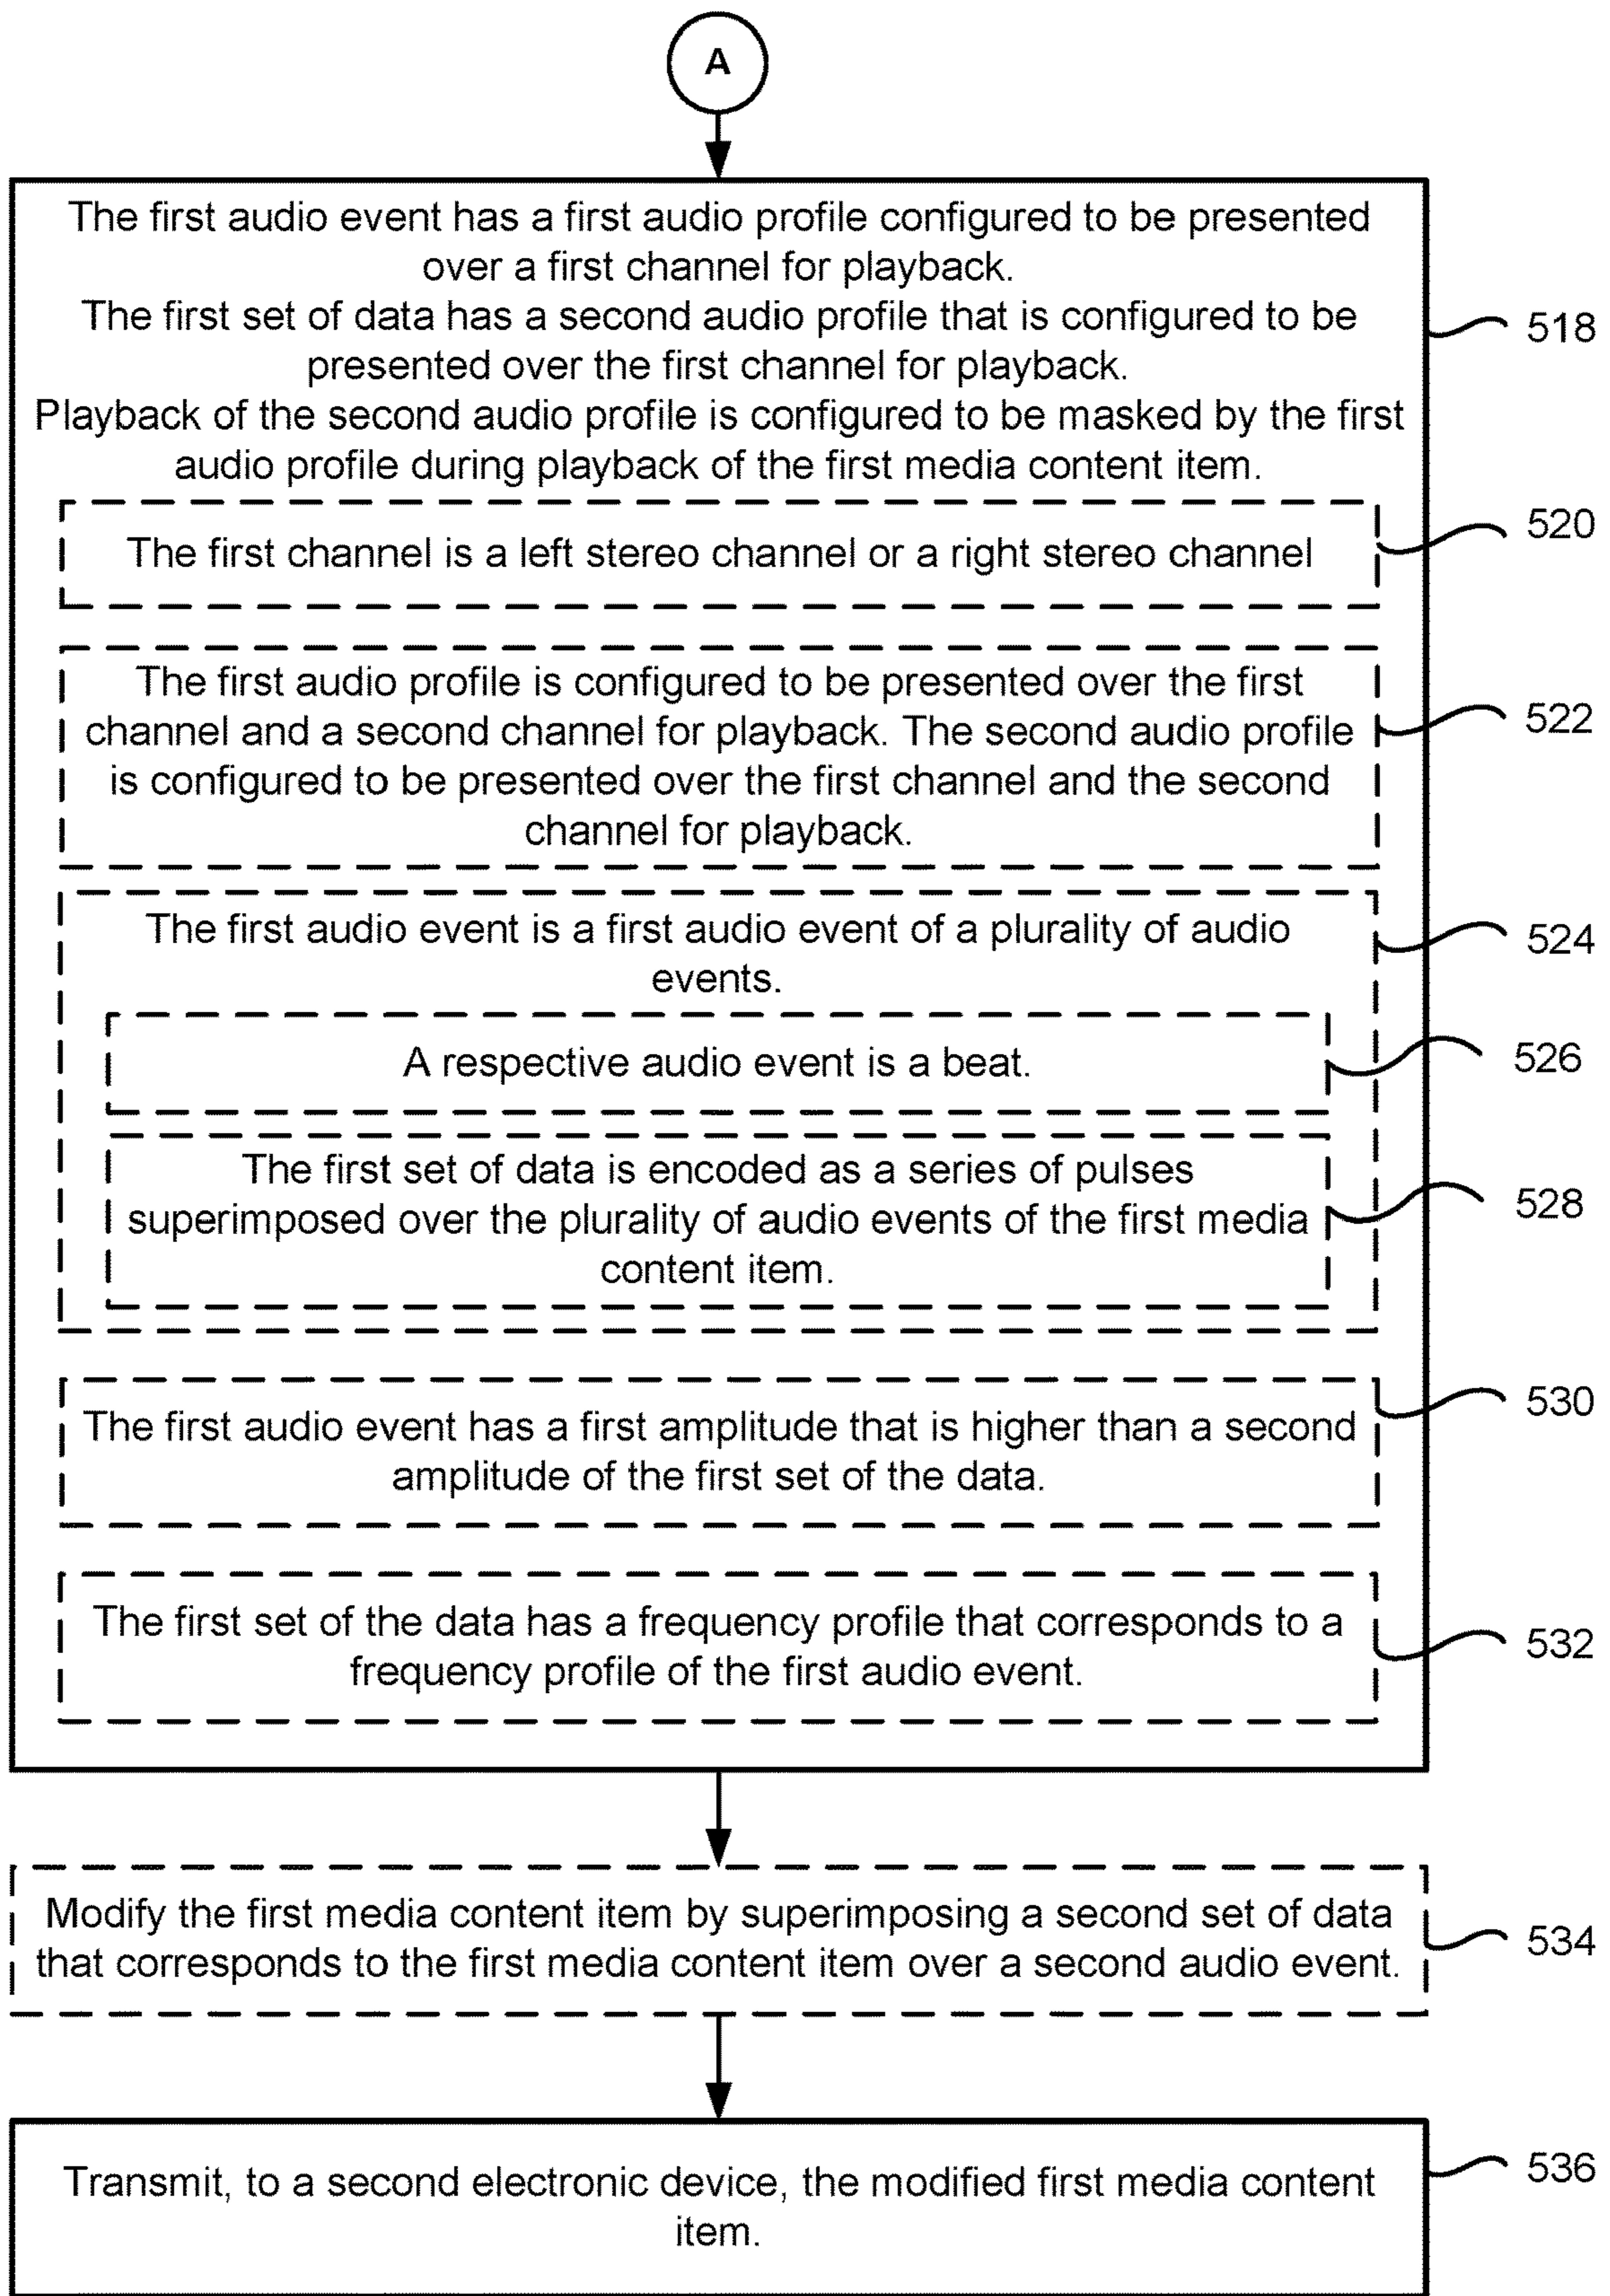 A
The first audio event has a first audio profile configured to be presented
over a first channel for playback.
The first set of data has a second audio profile that is configured to be
presented over the first channel for playback.
Playback of the second audio profile is configured to be masked by the first
audio profile during playback of the first media content item.
518
The first channel is a left stereo channel or a right stereo channel
520
The first audio profile is configured to be presented over the first
channel and a second channel for playback. The second audio profile
is configured to be presented over the first channel and the second
channel for playback.
522
The first audio event is a first audio event of a plurality of audio
events.
524
A respective audio event is a beat.
526
The first set of data is encoded as a series of pulses
superimposed over the plurality of audio events of the first media
content item.
528
The first audio event has a first amplitude that is higher than a second
amplitude of the first set of the data.
530
The first set of the data has a frequency profile that corresponds to a
frequency profile of the first audio event.
532
Modify the first media content item by superimposing a second set of data
that corresponds to the first media content item over a second audio event.
534
Transmit, to a second electronic device, the modified first media content
item.
536